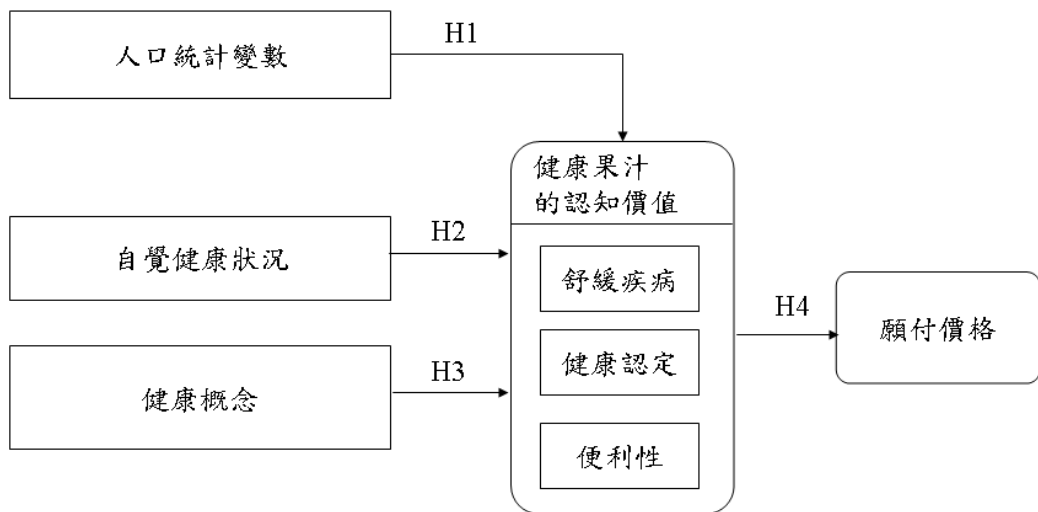 人口統計變數
H1
健康果汁
的認知價值
自覺健康狀況
H2
舒緩疾病
H4
願付價格
健康認定
健康概念
H3
便利性